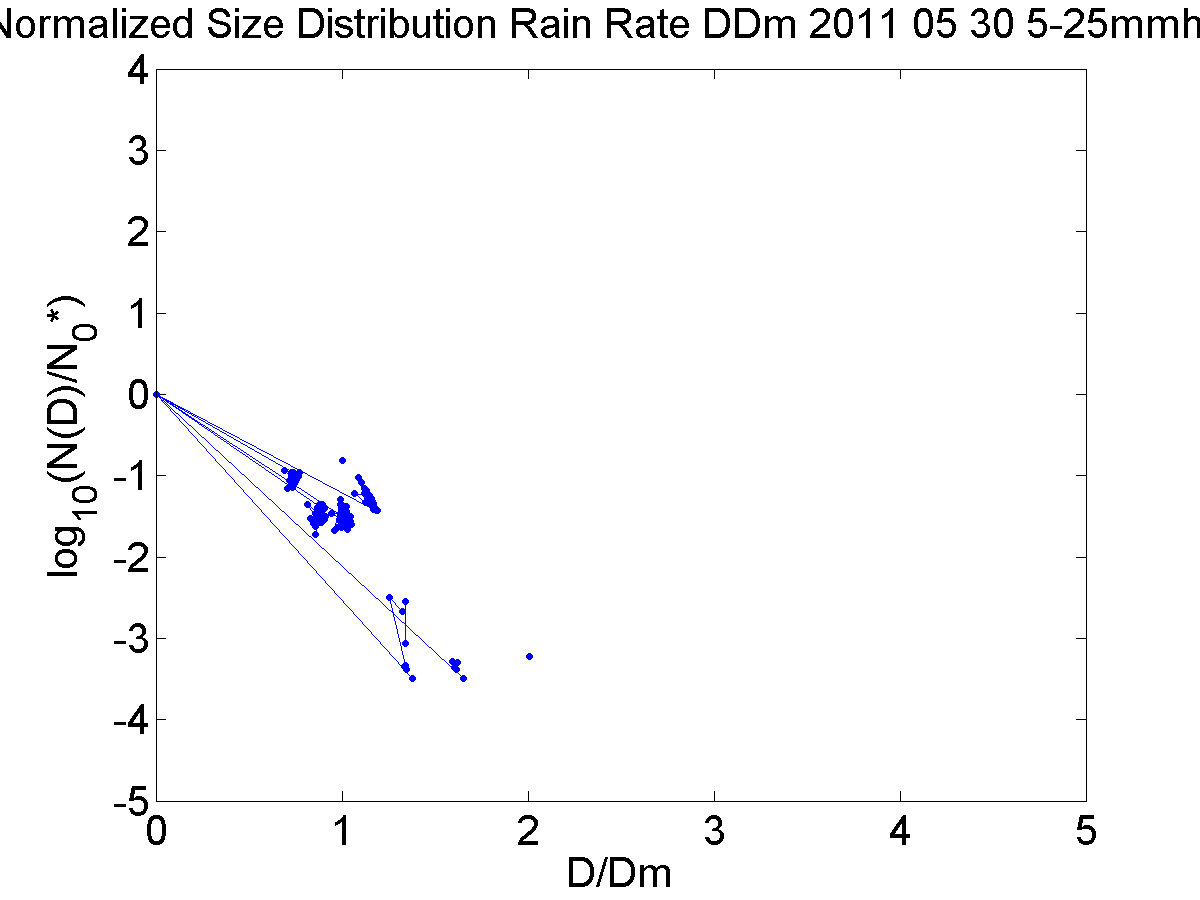 Normalized Size Distribution Rain Rate DDm 2011 05 30 5-25mmh
4
3
2
1
0
-1
-2
-3
-4
-5
log10(N(D)/N0*)
0 1 2 3 4 5
D/Dm